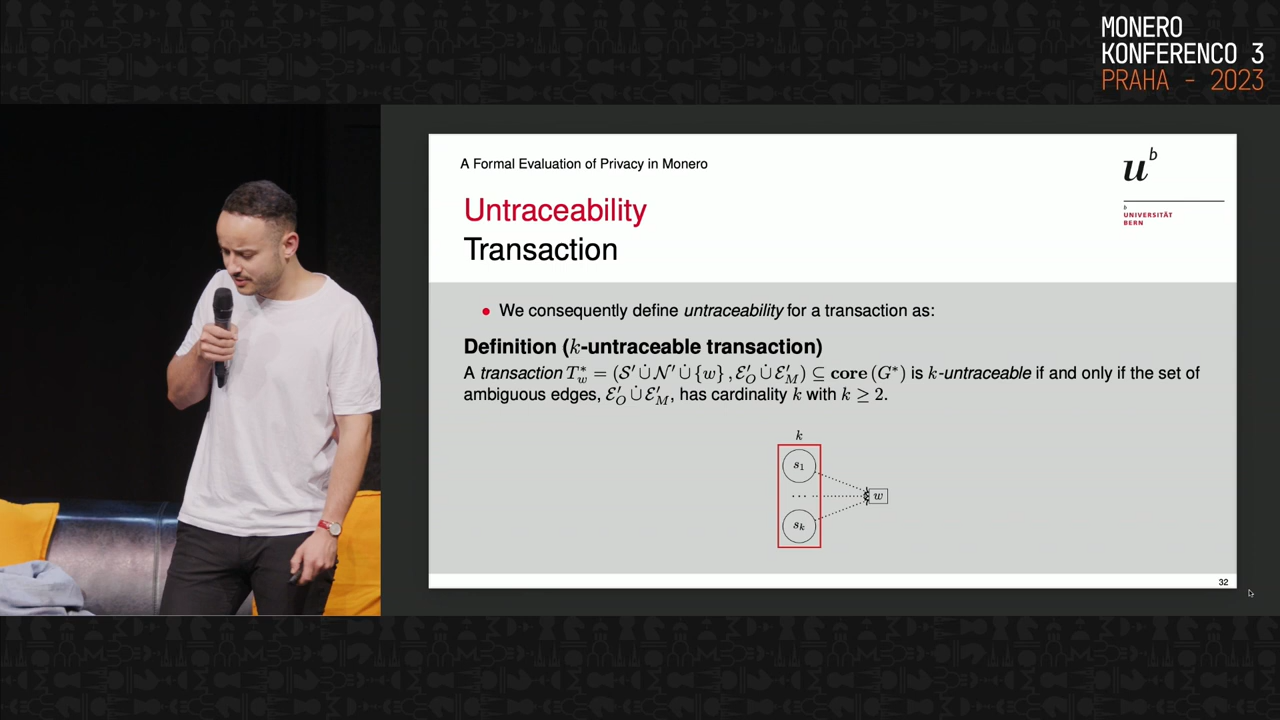 MONERO
KONFERENCO 3
PRAHA - 2023
A Formal Evaluation of Privacy in Monero
u^b
Untraceability
Transaction
b
UNIVERSITÄT
BERN
• We consequently define untraceability for a transaction as:
Definition (k-untraceable transaction)
A transaction T*_w = (S′ ∪̇ N′ ∪̇ {w}, E′_O ∪̇ E′_M) ⊆ core (G*) is k-untraceable if and only if the set of
ambiguous edges, E′_O ∪̇ E′_M, has cardinality k with k ≥ 2.
k
s_1
... w
s_k
32